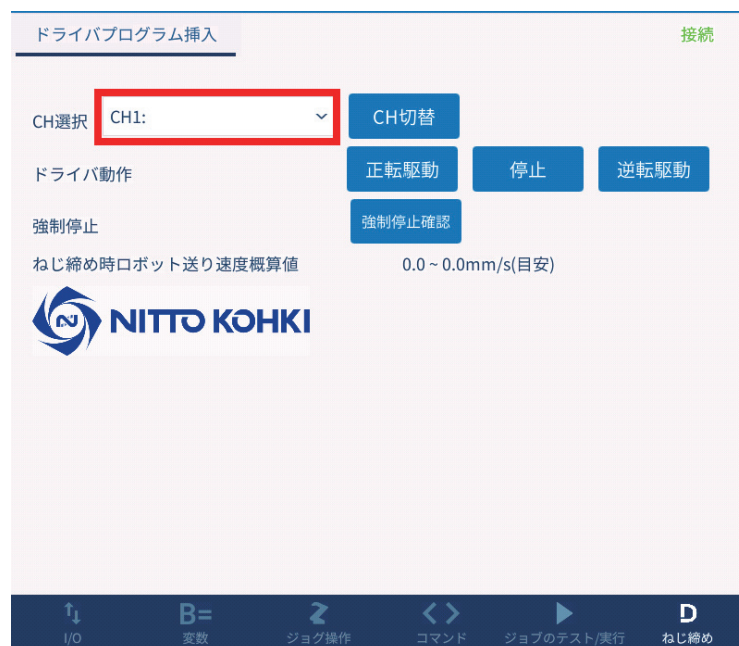 ドライバプログラム挿入 接続
CH選択 CH1: CH切替
ドライバ動作 正転駆動 停止 逆転駆動
強制停止 強制停止確認
ねじ締め時ロボット送り速度概算値 0.0 ~ 0.0mm/s(目安)
NITTO KOHKI
B= D
I/O 変数 ジョグ操作 コマンド ジョブのテスト/実行 ねじ締め